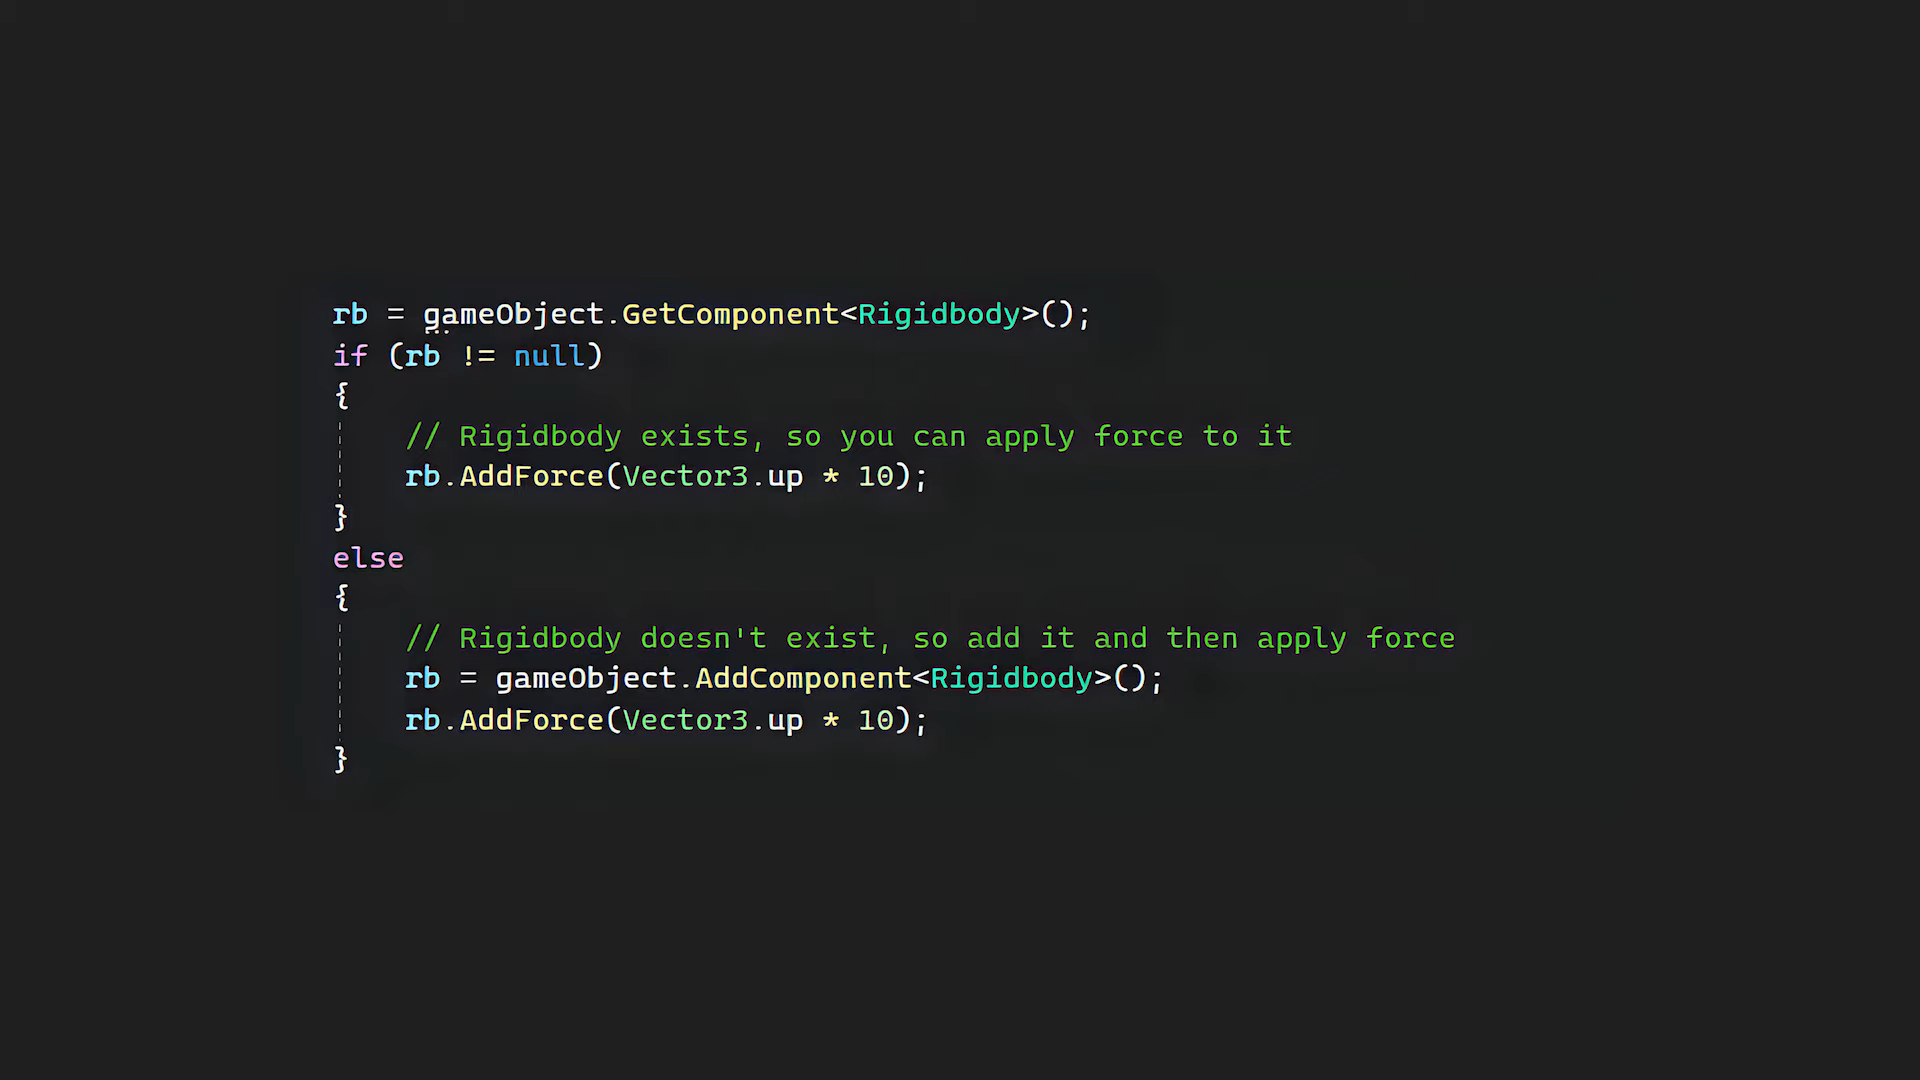 rb = gameObject.GetComponent<Rigidbody>();
if (rb != null)
{
    // Rigidbody exists, so you can apply force to it
    rb.AddForce(Vector3.up * 10);
}
else
{
    // Rigidbody doesn't exist, so add it and then apply force
    rb = gameObject.AddComponent<Rigidbody>();
    rb.AddForce(Vector3.up * 10);
}